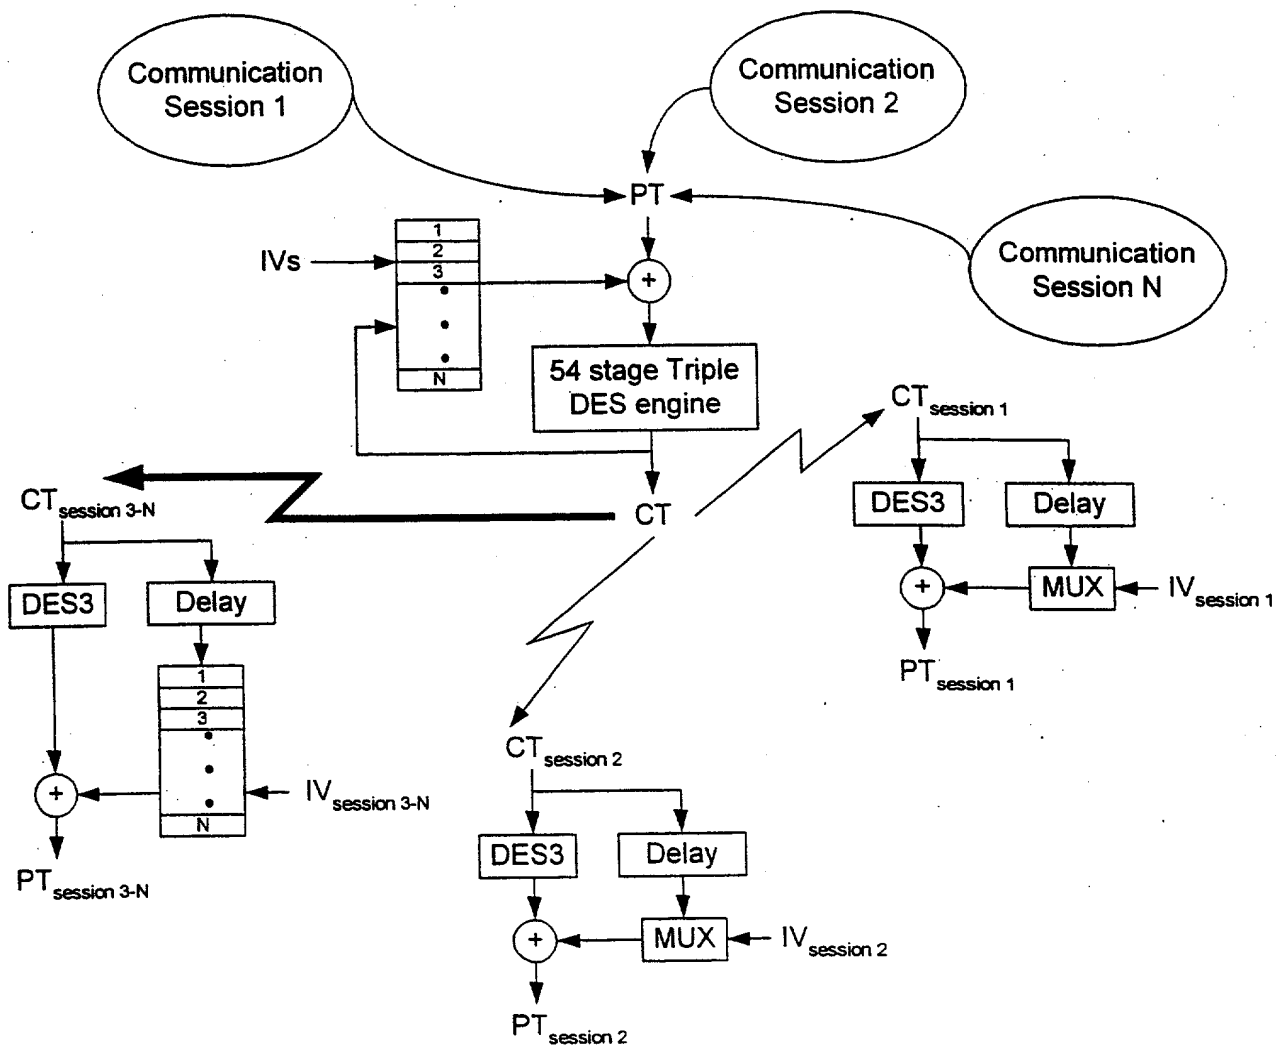 Communication
Session 1
Communication
Session 2
PT
Communication
Session N
IVs
1
2
3
N
+
54 stage Triple
DES engine
CT
CT session 1
DES3
Delay
+
MUX
IV session 1
PT session 1
CT session 3-N
DES3
Delay
1
2
3
N
+
IV session 3-N
PT session 3-N
CT session 2
DES3
Delay
+
MUX
IV session 2
PT session 2